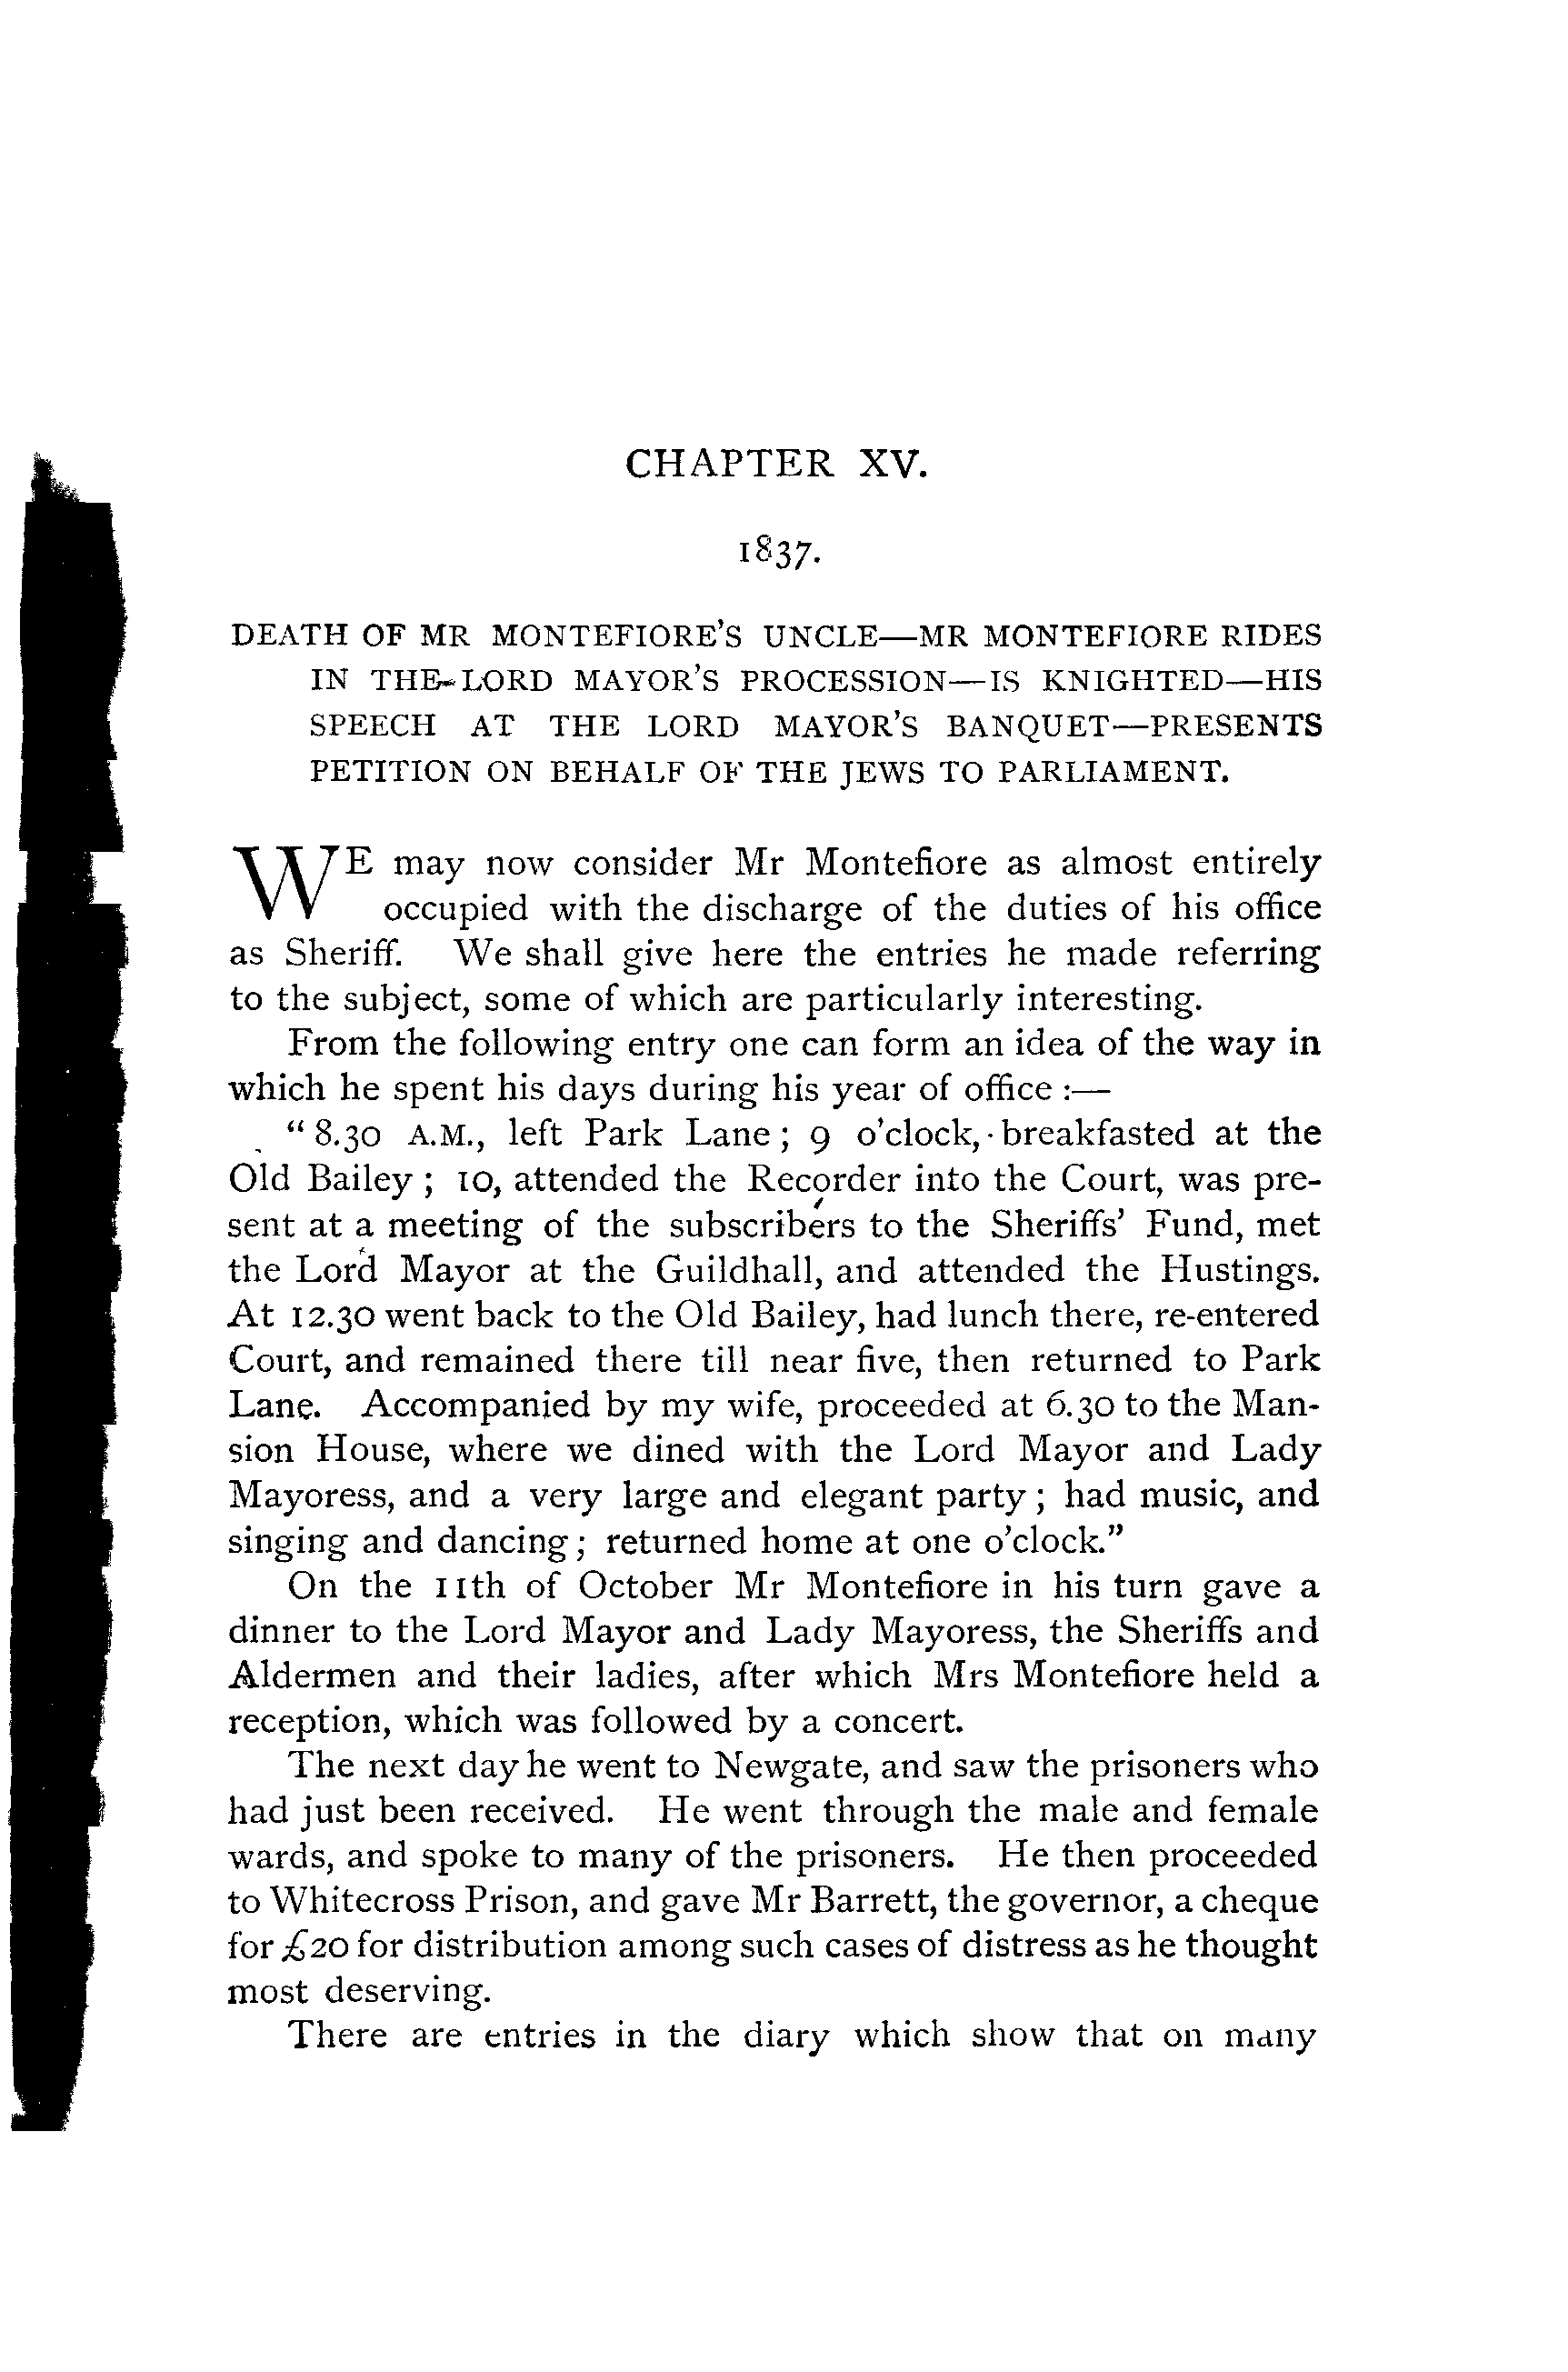 CHAPTER XV.
1837.
DEATH OF MR MONTEFIORE'S UNCLE—MR MONTEFIORE RIDES
IN THE LORD MAYOR'S PROCESSION—IS KNIGHTED—HIS
SPEECH AT THE LORD MAYOR'S BANQUET—PRESENTS
PETITION ON BEHALF OF THE JEWS TO PARLIAMENT.
WE may now consider Mr Montefiore as almost entirely
occupied with the discharge of the duties of his office
as Sheriff. We shall give here the entries he made referring
to the subject, some of which are particularly interesting.
From the following entry one can form an idea of the way in
which he spent his days during his year of office :—
“ 8.30 A.M., left Park Lane ; 9 o'clock, breakfasted at the
Old Bailey ; 10, attended the Recorder into the Court, was pre-
sent at a meeting of the subscribers to the Sheriffs' Fund, met
the Lord Mayor at the Guildhall, and attended the Hustings.
At 12.30 went back to the Old Bailey, had lunch there, re-entered
Court, and remained there till near five, then returned to Park
Lane. Accompanied by my wife, proceeded at 6.30 to the Man-
sion House, where we dined with the Lord Mayor and Lady
Mayoress, and a very large and elegant party ; had music, and
singing and dancing ; returned home at one o'clock.”
On the 11th of October Mr Montefiore in his turn gave a
dinner to the Lord Mayor and Lady Mayoress, the Sheriffs and
Aldermen and their ladies, after which Mrs Montefiore held a
reception, which was followed by a concert.
The next day he went to Newgate, and saw the prisoners who
had just been received. He went through the male and female
wards, and spoke to many of the prisoners. He then proceeded
to Whitecross Prison, and gave Mr Barrett, the governor, a cheque
for £20 for distribution among such cases of distress as he thought
most deserving.
There are entries in the diary which show that on many